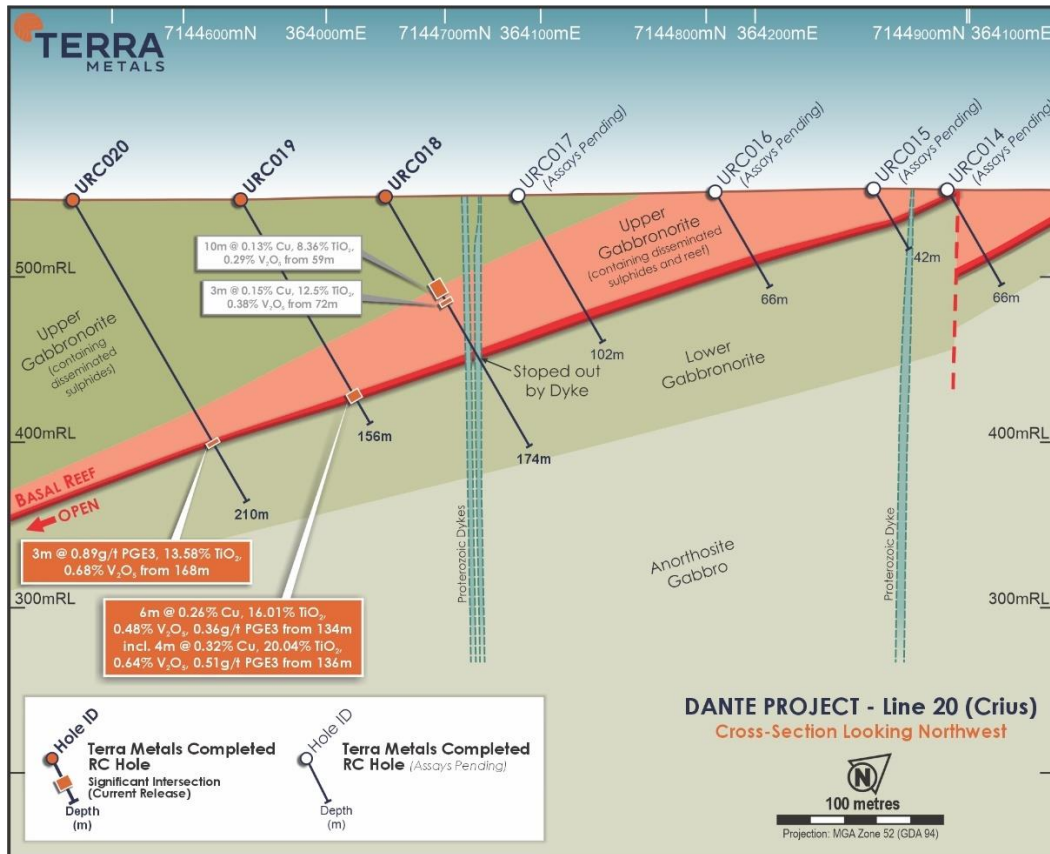 TERRA
METALS
7144600mN
364000mE
7144700mN
364100mE
7144800mN
364200mE
7144900mN
364100mE
URC020
URC019
URC018
URC017
(Assays Pending)
URC016
(Assays Pending)
URC015
(Assays Pending)
URC014
(Assays Pending)
10m @ 0.13% Cu, 8.36% TiO₂,
0.29% V₂O₅ from 59m
3m @ 0.15% Cu, 12.5% TiO₂,
0.38% V₂O₅ from 72m
Upper
Gabbronorite
(containing disseminated
sulphides and reef)
500mRL
500mRL
42m
66m
66m
Upper
Gabbronorite
(containing
disseminated
sulphides)
102m
Lower
Gabbronorite
Stoped out
by Dyke
400mRL
400mRL
156m
174m
BASAL REEF
OPEN
210m
3m @ 0.89g/t PGE3, 13.58% TiO₂,
0.68% V₂O₅ from 168m
Proterozoic Dykes
Anorthosite
Gabbro
Proterozoic Dyke
300mRL
300mRL
6m @ 0.26% Cu, 16.01% TiO₂,
0.48% V₂O₅, 0.36g/t PGE3 from 134m
incl. 4m @ 0.32% Cu, 20.04% TiO₂,
0.64% V₂O₅, 0.51g/t PGE3 from 136m
Hole ID
Terra Metals Completed
RC Hole
Significant Intersection
(Current Release)
Depth
(m)
Hole ID
Terra Metals Completed
RC Hole (Assays Pending)
Depth
(m)
DANTE PROJECT - Line 20 (Crius)
Cross-Section Looking Northwest
N
100 metres
Projection: MGA Zone 52 (GDA 94)